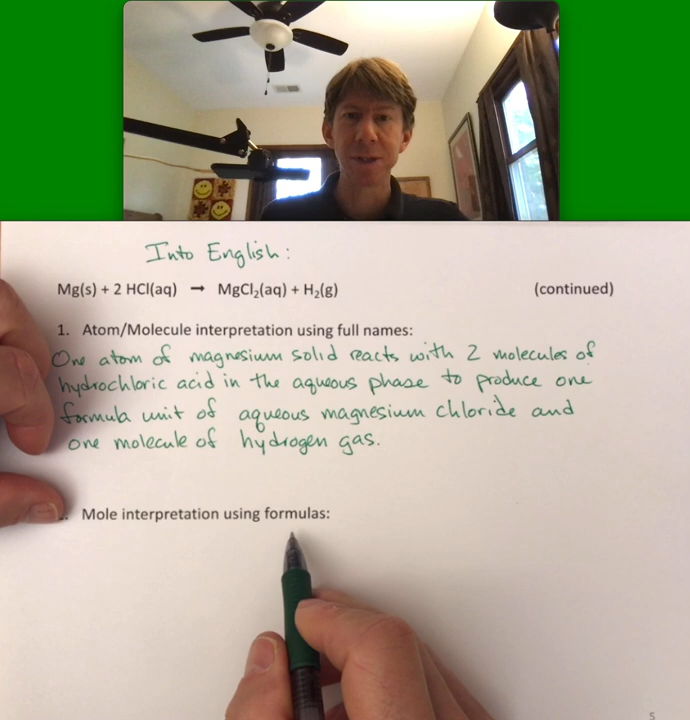 Into English:
Mg(s) + 2 HCl(aq) → MgCl₂(aq) + H₂(g) (continued)
1. Atom/Molecule interpretation using full names:
One atom of magnesium solid reacts with 2 molecules of
hydrochloric acid in the aqueous phase to produce one
formula unit of aqueous magnesium chloride and
one molecule of hydrogen gas.
Mole interpretation using formulas:
5